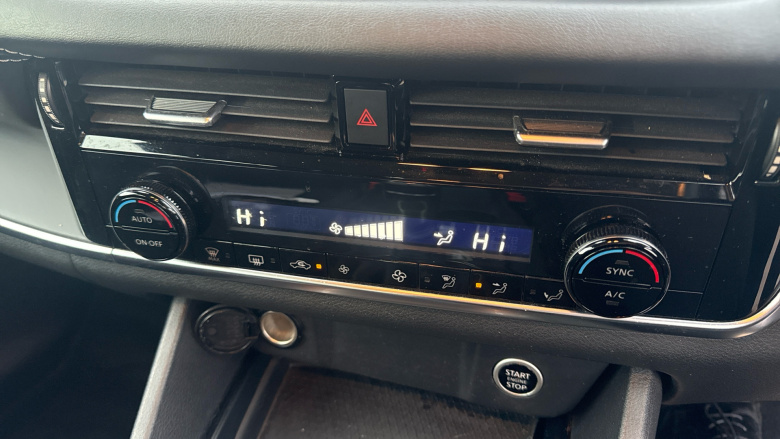 Hi
Hi
AUTO
ON·OFF
SYNC
A/C
START
ENGINE
STOP